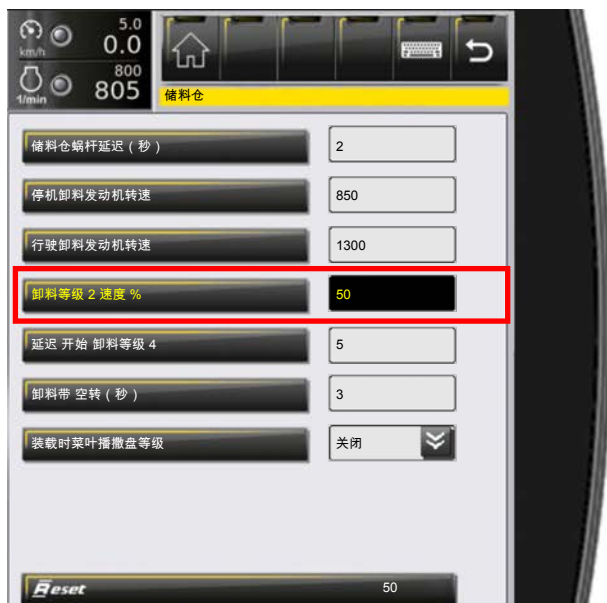 5.0
km/h 0.0
800
1/min 805
储料仓
储料仓蜗杆延迟（秒） 2
停机卸料发动机转速 850
行驶卸料发动机转速 1300
卸料等级 2 速度 % 50
延迟 开始 卸料等级 4 5
卸料带 空转（秒） 3
装载时菜叶播撒盘等级 关闭
Reset 50